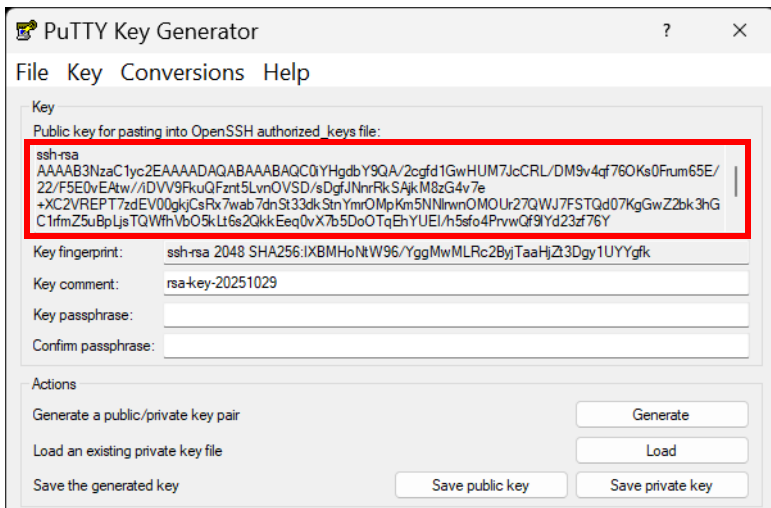 PuTTY Key Generator
? ×
File Key Conversions Help
Key
Public key for pasting into OpenSSH authorized_keys file:
ssh-rsa
AAAAB3NzaC1yc2EAAAADAQABAAABAQC0iYHgdbY9QA/2cgfd1GwHUM7JcCRL/DM9v4qf76OKs0Frum65E/
22/F5E0vEAtw//iDVV9FkuQFznt5LvnOVSD/sDgfJNnrRkSAjkM8zG4v7e
+XC2VREPT7zdEV00gkjCsRx7wab7dnSt33dkStnYmrOMpKm5NNlrwnOMOUr27QWJ7FSTQd07KgGwZ2bk3hG
C1rfmZ5uBpLjsTQWfhVbO5kLt6s2QkkEeq0vX7b5DoOTqEhYUEI/h5sfo4PrvwQf9IYd23zf76Y
Key fingerprint: ssh-rsa 2048 SHA256:IXBMHoNtW96/YggMwMLRc2ByjTaaHjZt3Dgy1UYYgfk
Key comment: rsa-key-20251029
Key passphrase:
Confirm passphrase:
Actions
Generate a public/private key pair Generate
Load an existing private key file Load
Save the generated key Save public key Save private key